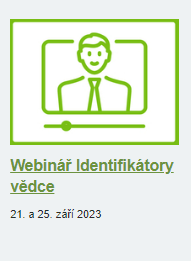 Webinář Identifikátory
vědce
21. a 25. září 2023